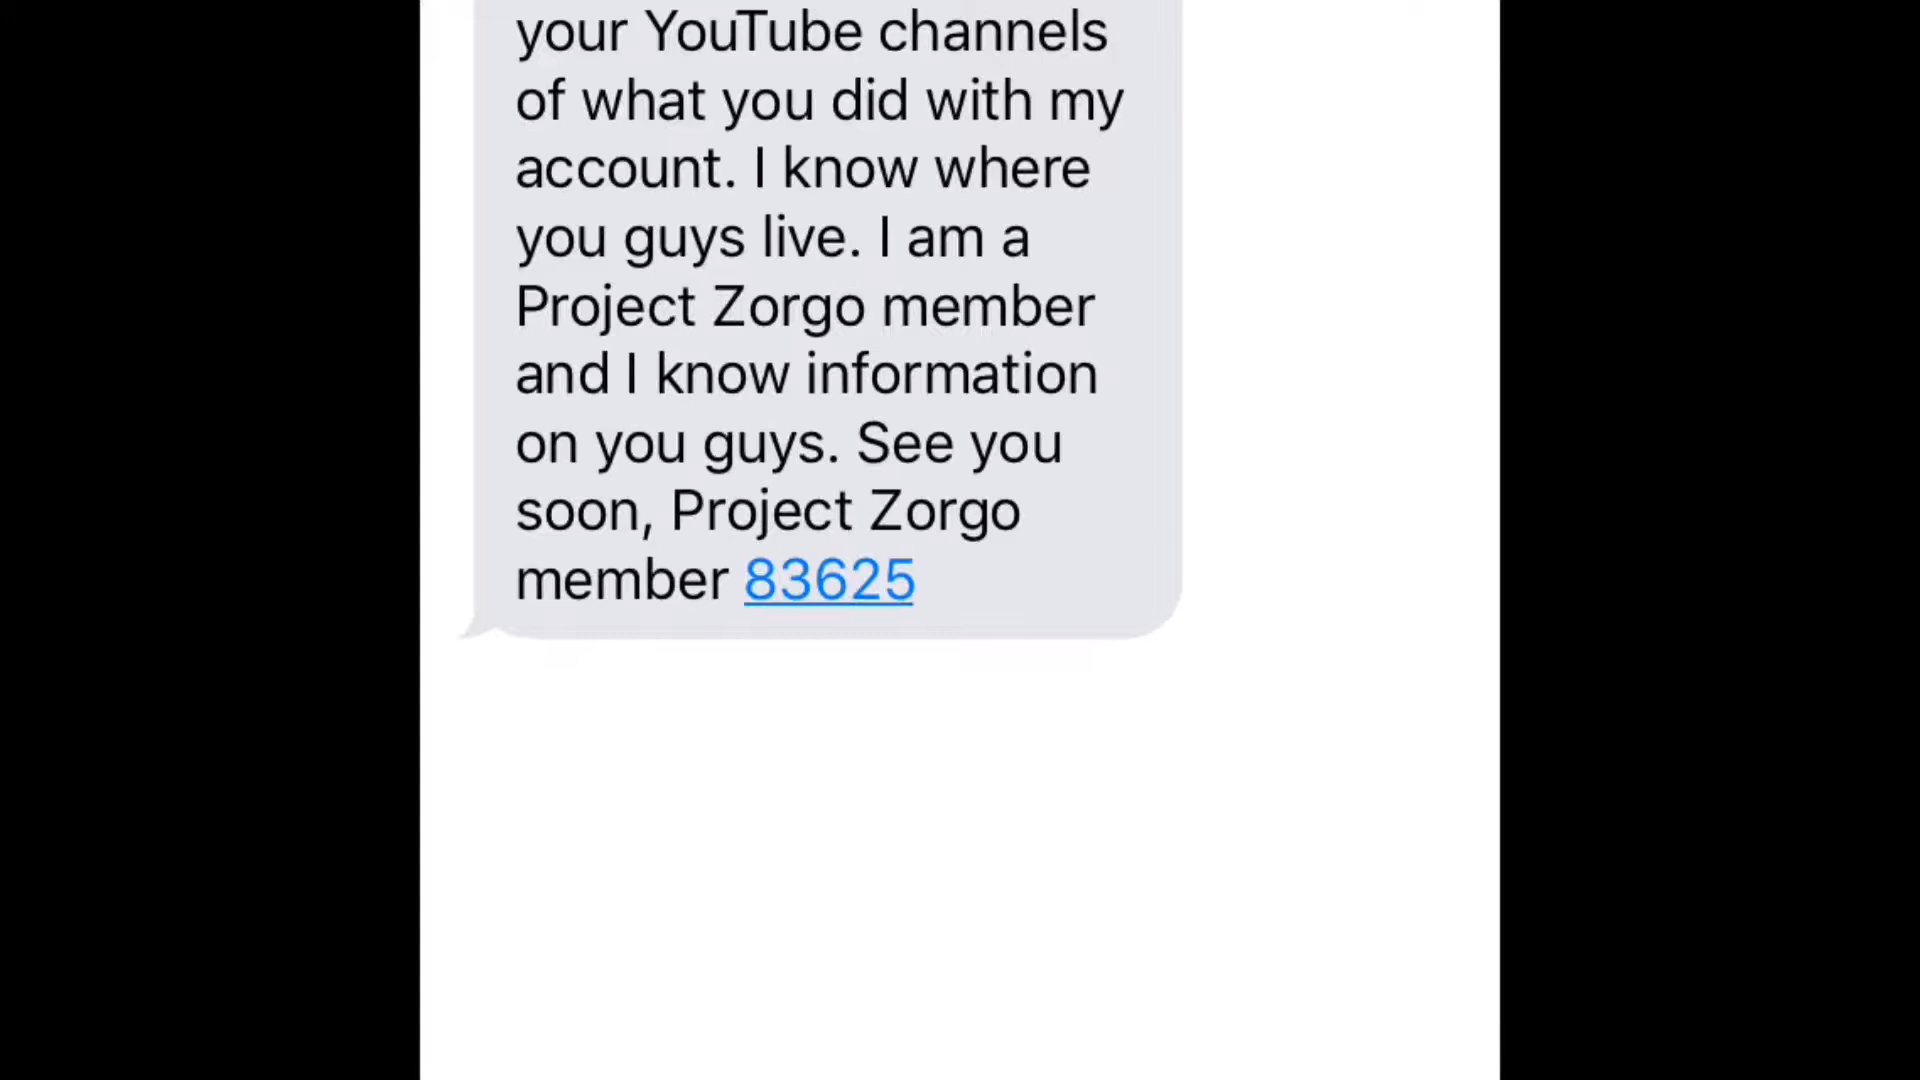 your YouTube channels
of what you did with my
account. I know where
you guys live. I am a
Project Zorgo member
and I know information
on you guys. See you
soon, Project Zorgo
member 83625